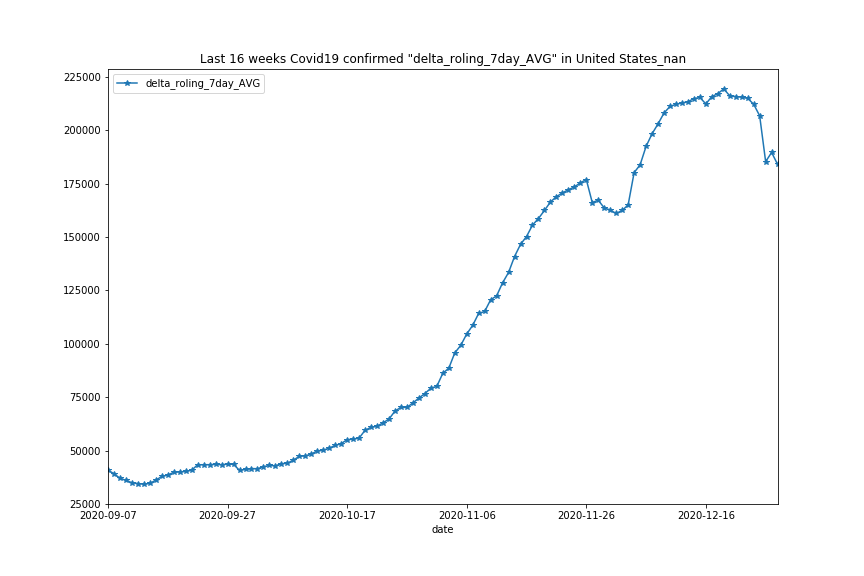 Last 16 weeks Covid19 confirmed "delta_roling_7day_AVG" in United States_nan
delta_roling_7day_AVG
225000
200000
175000
150000
125000
100000
75000
50000
25000
2020-09-07 2020-09-27 2020-10-17 2020-11-06 2020-11-26 2020-12-16
date